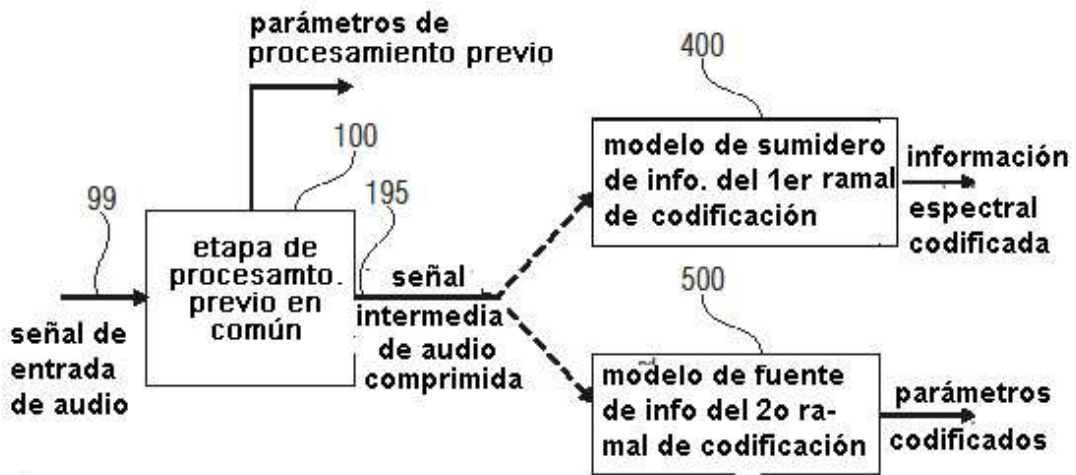 parámetros de
procesamiento previo
400
100
modelo de sumidero
de info. del 1er ramal
de codificación
información
espectral
codificada
99
195
etapa de
procesamto.
previo en
común
señal
intermedia
de audio
comprimida
señal de
entrada
de audio
500
modelo de fuente
de info del 2o ra-
mal de codificación
parámetros
codificados